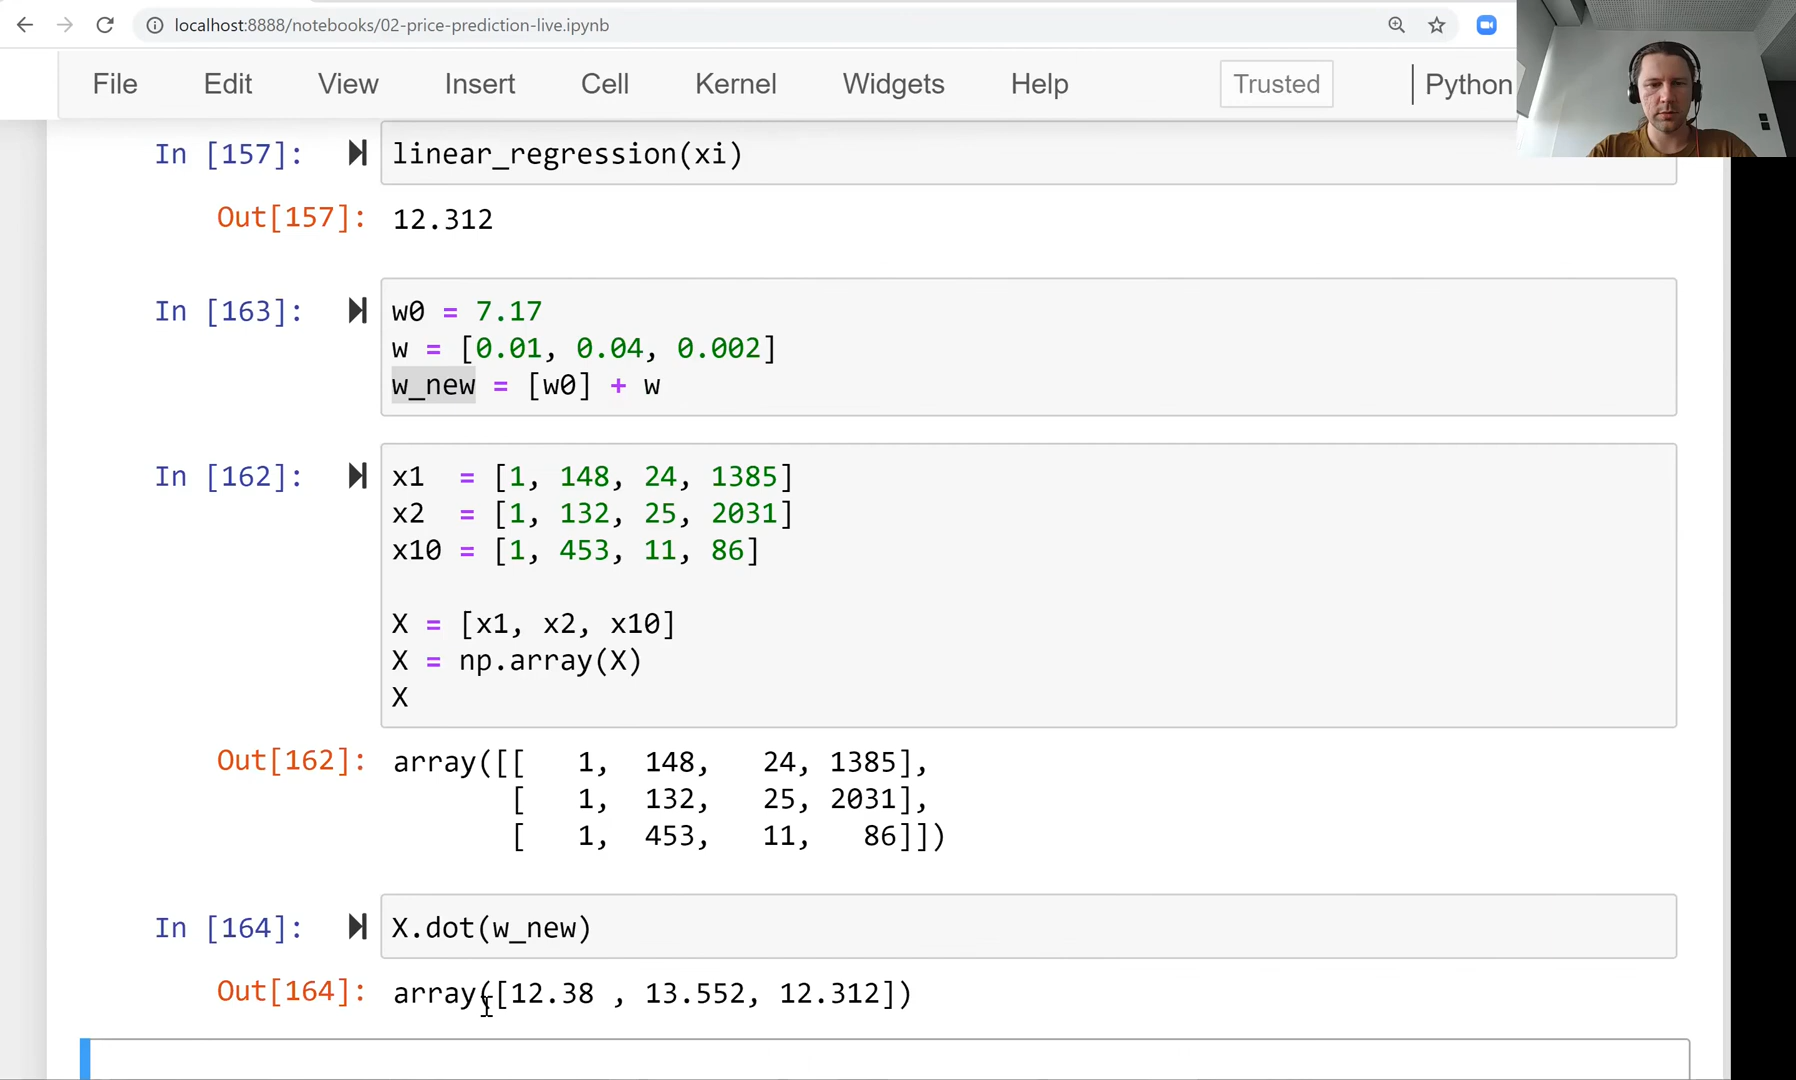 localhost:8888/notebooks/02-price-prediction-live.ipynb
File Edit View Insert Cell Kernel Widgets Help Trusted Python
In [157]: linear_regression(xi)
Out[157]: 12.312
In [163]: w0 = 7.17
w = [0.01, 0.04, 0.002]
w_new = [w0] + w
In [162]: x1 = [1, 148, 24, 1385]
x2 = [1, 132, 25, 2031]
x10 = [1, 453, 11, 86]
X = [x1, x2, x10]
X = np.array(X)
X
Out[162]: array([[ 1, 148, 24, 1385],
[ 1, 132, 25, 2031],
[ 1, 453, 11, 86]])
In [164]: X.dot(w_new)
Out[164]: array([12.38 , 13.552, 12.312])